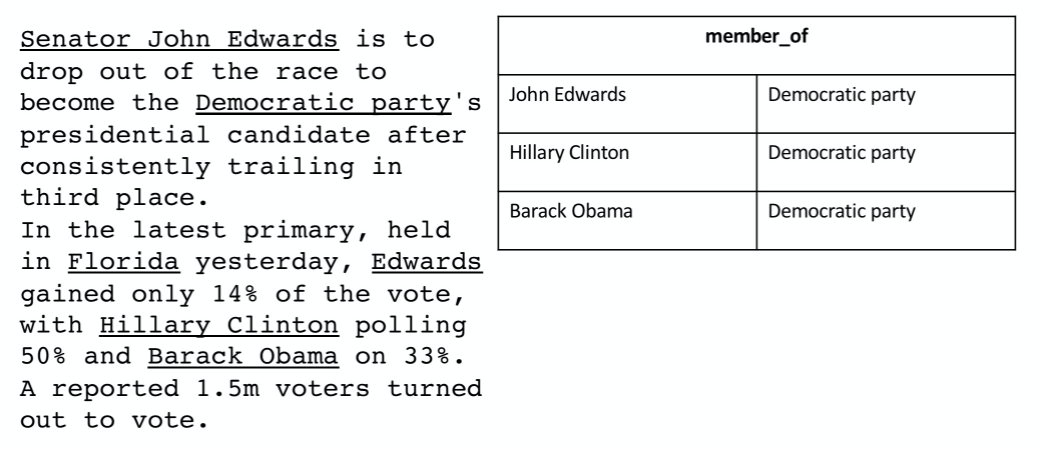 Senator John Edwards is to
drop out of the race to
become the Democratic party's
presidential candidate after
consistently trailing in
third place.
In the latest primary, held
in Florida yesterday, Edwards
gained only 14% of the vote,
with Hillary Clinton polling
50% and Barack Obama on 33%.
A reported 1.5m voters turned
out to vote.
member_of
John Edwards Democratic party
Hillary Clinton Democratic party
Barack Obama Democratic party